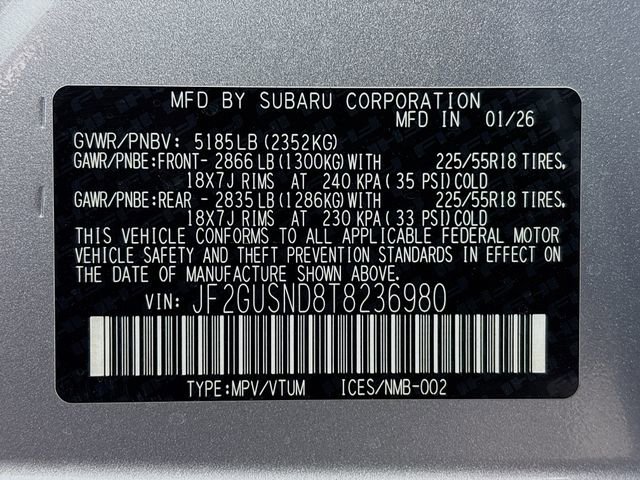 MFD BY SUBARU CORPORATION
MFD IN 01/26
GVWR/PNBV: 5185LB (2352KG)
GAWR/PNBE:FRONT- 2866 LB (1300KG) WITH 225/55R18 TIRES,
18X7J RIMS AT 240 KPA (35 PSI) COLD
GAWR/PNBE:REAR - 2835 LB (1286KG) WITH 225/55R18 TIRES,
18X7J RIMS AT 230 KPA (33 PSI) COLD
THIS VEHICLE CONFORMS TO ALL APPLICABLE FEDERAL MOTOR
VEHICLE SAFETY AND THEFT PREVENTION STANDARDS IN EFFECT ON
THE DATE OF MANUFACTURE SHOWN ABOVE.
VIN: JF2GUSND8T8236980
TYPE:MPV/VTUM ICES/NMB-002